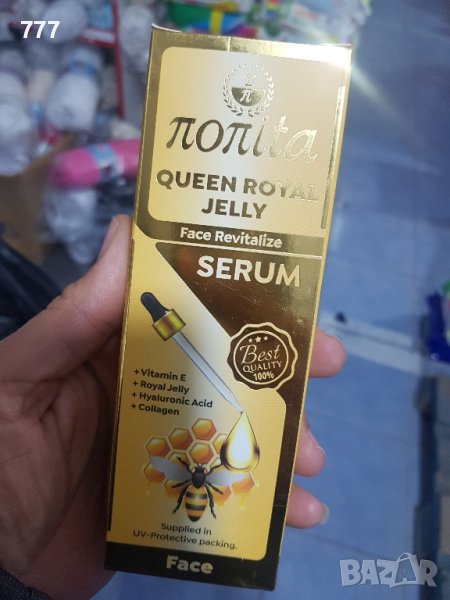 777
π
ποπita
QUEEN ROYAL
JELLY
Face Revitalize
SERUM
Best
QUALITY
100%
+ Vitamin E
+ Royal Jelly
+ Hyaluronic Acid
+ Collagen
Supplied in
UV-Protective packing.
Face
BAZAR